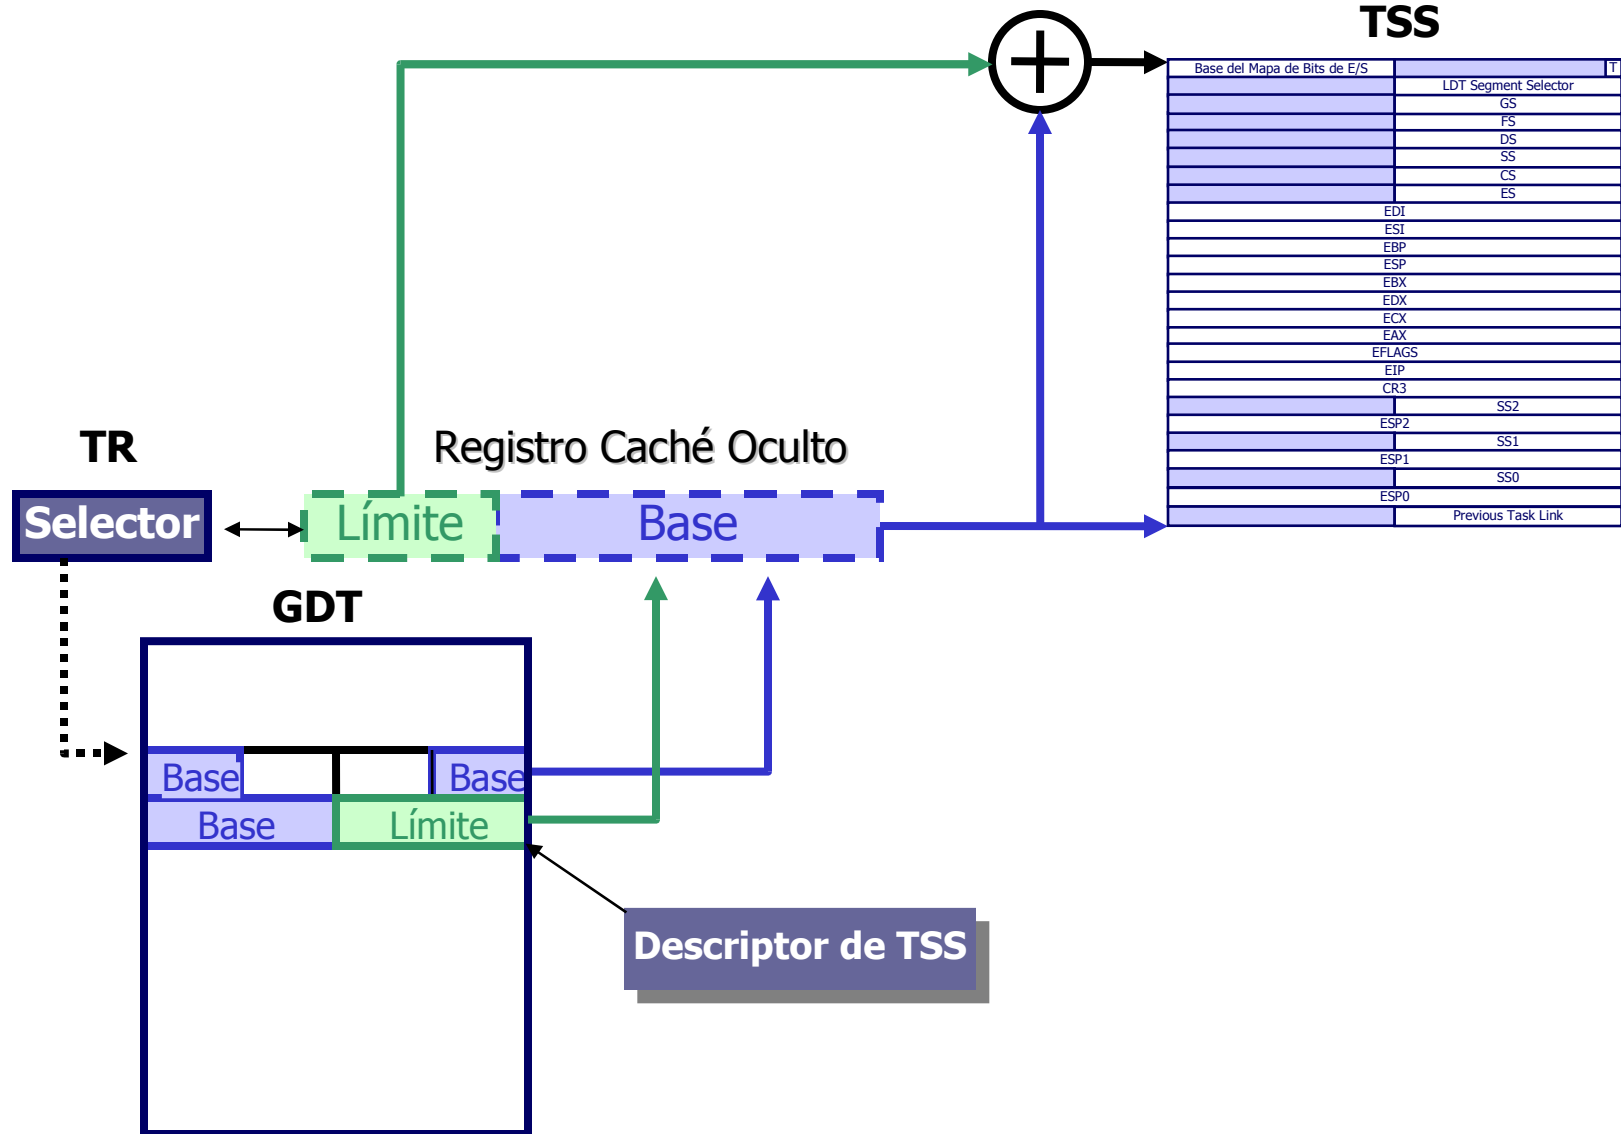 TSS
Base del Mapa de Bits de E/S T
LDT Segment Selector
GS
FS
DS
SS
CS
ES
EDI
ESI
EBP
ESP
EBX
EDX
ECX
EAX
EFLAGS
EIP
CR3
SS2
ESP2
SS1
ESP1
SS0
ESP0
Previous Task Link
TR
Registro Caché Oculto
Selector
Límite Base
GDT
Base Base
Base Límite
Descriptor de TSS